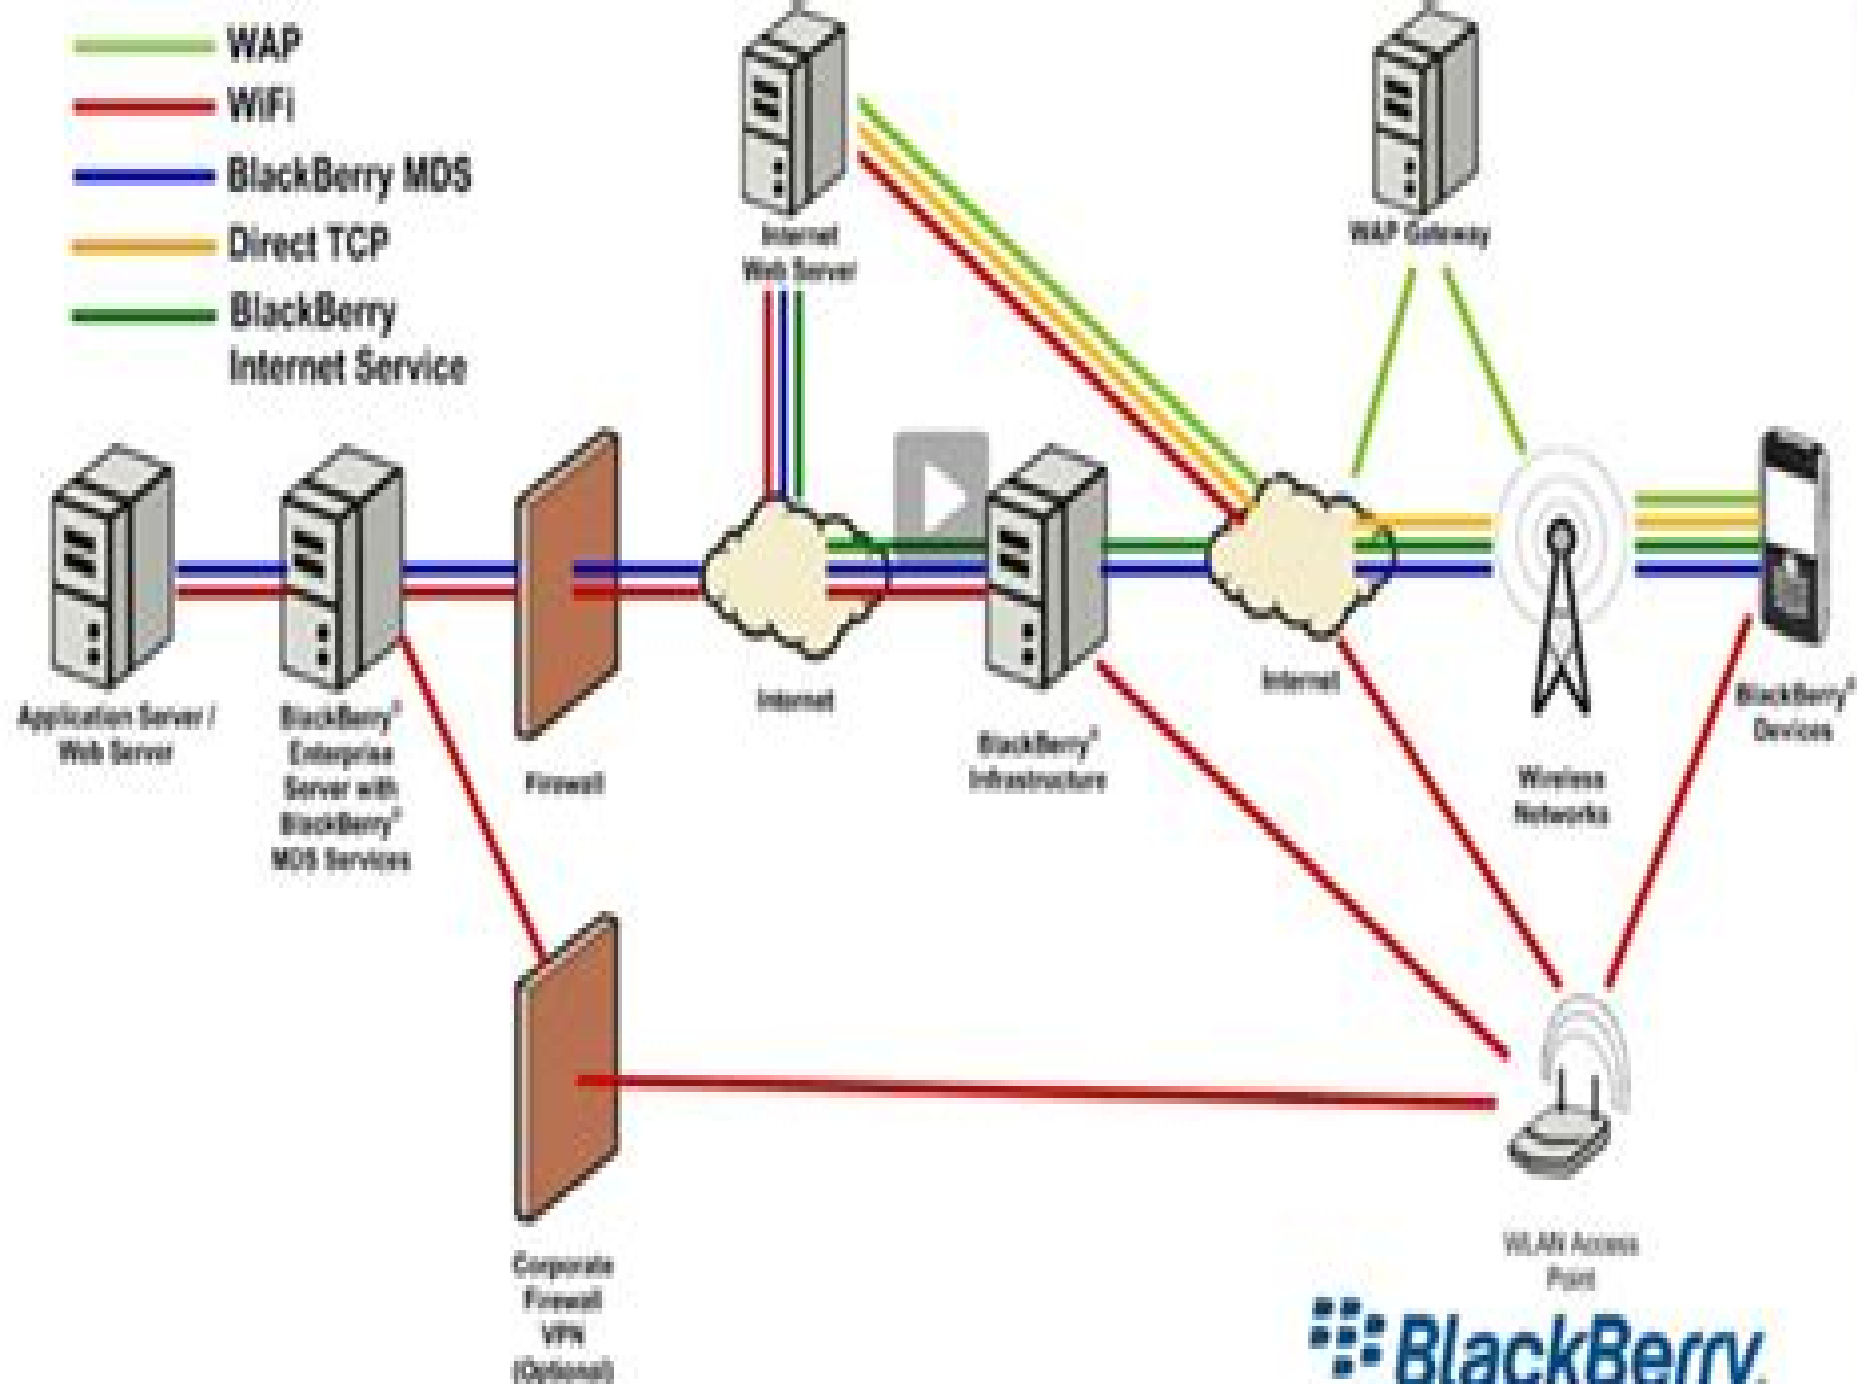 WAP
WiFi
BlackBerry MDS
Direct TCP
BlackBerry
Internet Service
Internet
Web Server
WAP Gateway
Application Server /
Web Server
BlackBerry®
Enterprise
Server with
BlackBerry®
MDS Services
Firewall
Internet
BlackBerry®
Infrastructure
Internet
Wireless
Networks
BlackBerry®
Devices
Corporate
Firewall
VPN
(Optional)
WLAN Access
Point
BlackBerry.